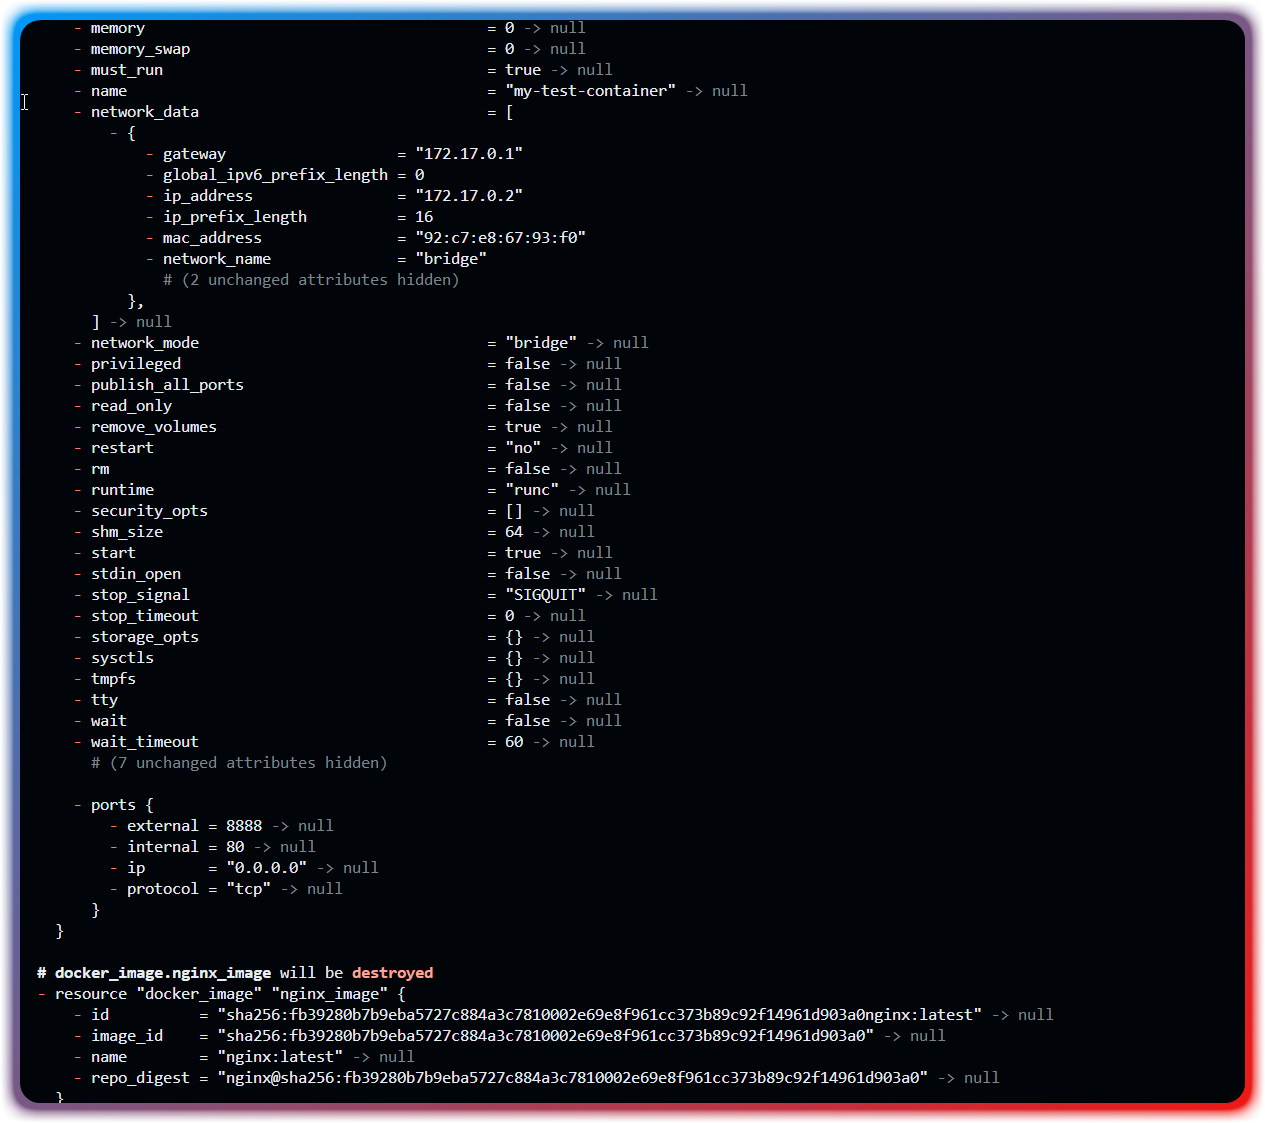 - memory = 0 -> null
- memory_swap = 0 -> null
- must_run = true -> null
- name = "my-test-container" -> null
- network_data = [
- {
- gateway = "172.17.0.1"
- global_ipv6_prefix_length = 0
- ip_address = "172.17.0.2"
- ip_prefix_length = 16
- mac_address = "92:c7:e8:67:93:f0"
- network_name = "bridge"
# (2 unchanged attributes hidden)
},
] -> null
- network_mode = "bridge" -> null
- privileged = false -> null
- publish_all_ports = false -> null
- read_only = false -> null
- remove_volumes = true -> null
- restart = "no" -> null
- rm = false -> null
- runtime = "runc" -> null
- security_opts = [] -> null
- shm_size = 64 -> null
- start = true -> null
- stdin_open = false -> null
- stop_signal = "SIGQUIT" -> null
- stop_timeout = 0 -> null
- storage_opts = {} -> null
- sysctls = {} -> null
- tmpfs = {} -> null
- tty = false -> null
- wait = false -> null
- wait_timeout = 60 -> null
# (7 unchanged attributes hidden)
- ports {
- external = 8888 -> null
- internal = 80 -> null
- ip = "0.0.0.0" -> null
- protocol = "tcp" -> null
}
}
# docker_image.nginx_image will be destroyed
- resource "docker_image" "nginx_image" {
- id = "sha256:fb39280b7b9eba5727c884a3c7810002e69e8f961cc373b89c92f14961d903a0nginx:latest" -> null
- image_id = "sha256:fb39280b7b9eba5727c884a3c7810002e69e8f961cc373b89c92f14961d903a0" -> null
- name = "nginx:latest" -> null
- repo_digest = "nginx@sha256:fb39280b7b9eba5727c884a3c7810002e69e8f961cc373b89c92f14961d903a0" -> null
}